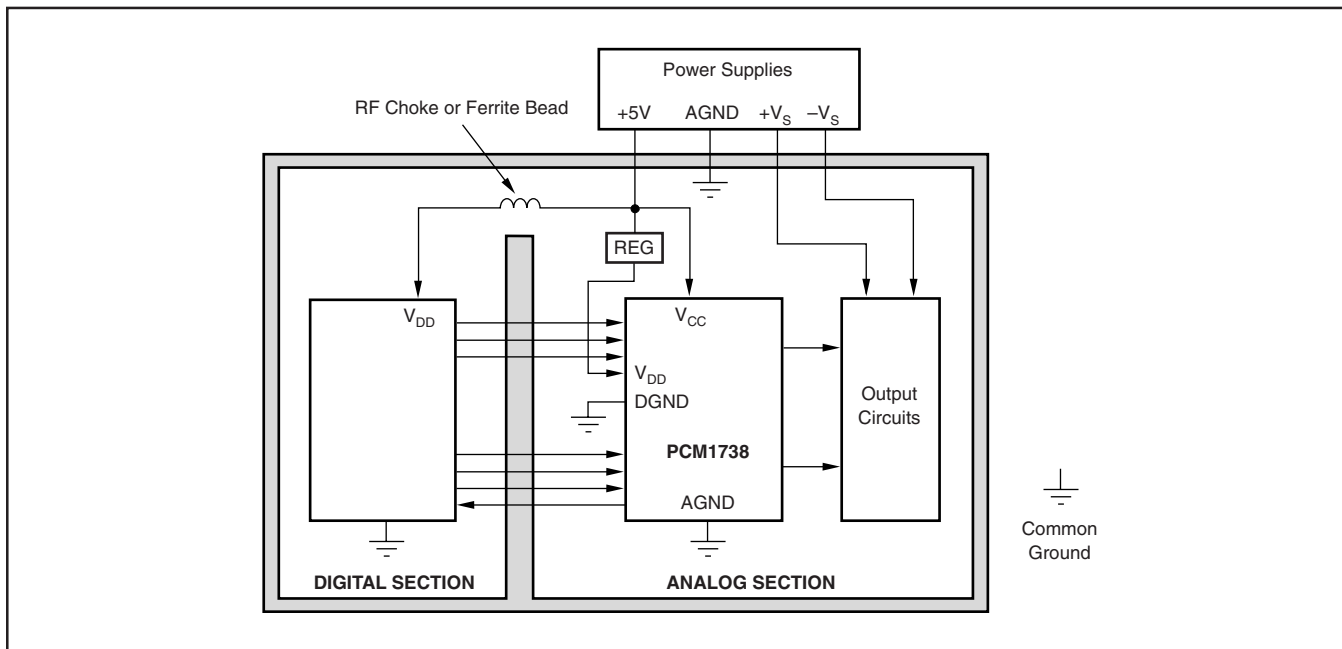 Power Supplies
RF Choke or Ferrite Bead
+5V AGND +VS –VS
REG
VDD
VCC
VDD
DGND
Output
Circuits
PCM1738
AGND
Common
Ground
DIGITAL SECTION
ANALOG SECTION